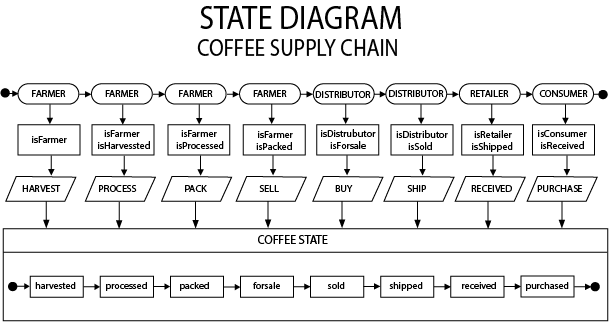 STATE DIAGRAM
COFFEE SUPPLY CHAIN
FARMER FARMER FARMER FARMER DISTRIBUTOR DISTRIBUTOR RETAILER CONSUMER
isFarmer
isFarmer
isHarvessted
isFarmer
isProcessed
isFarmer
isPacked
isDistrubutor
isForsale
isDistributor
isSold
isRetailer
isShipped
isConsumer
isReceived
HARVEST PROCESS PACK SELL BUY SHIP RECEIVED PURCHASE
COFFEE STATE
harvested processed packed forsale sold shipped received purchased